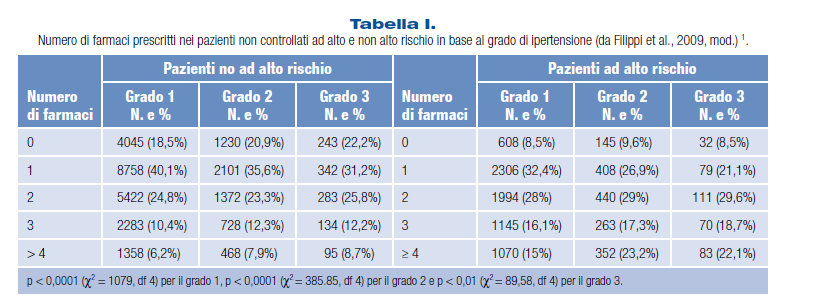 Tabella I.
Numero di farmaci prescritti nei pazienti non controllati ad alto e non alto rischio in base al grado di ipertensione (da Filippi et al., 2009, mod.) ¹.
Pazienti no ad alto rischio Pazienti ad alto rischio
Numero Grado 1 Grado 2 Grado 3 Numero Grado 1 Grado 2 Grado 3
di farmaci N. e % N. e % N. e % di farmaci N. e % N. e % N. e %
0 4045 (18,5%) 1230 (20,9%) 243 (22,2%) 0 608 (8,5%) 145 (9,6%) 32 (8,5%)
1 8758 (40,1%) 2101 (35,6%) 342 (31,2%) 1 2306 (32,4%) 408 (26,9%) 79 (21,1%)
2 5422 (24,8%) 1372 (23,3%) 283 (25,8%) 2 1994 (28%) 440 (29%) 111 (29,6%)
3 2283 (10,4%) 728 (12,3%) 134 (12,2%) 3 1145 (16,1%) 263 (17,3%) 70 (18,7%)
> 4 1358 (6,2%) 468 (7,9%) 95 (8,7%) ≥ 4 1070 (15%) 352 (23,2%) 83 (22,1%)
p < 0,0001 (χ² = 1079, df 4) per il grado 1, p < 0,0001 (χ² = 385.85, df 4) per il grado 2 e p < 0,01 (χ² = 89,58, df 4) per il grado 3.